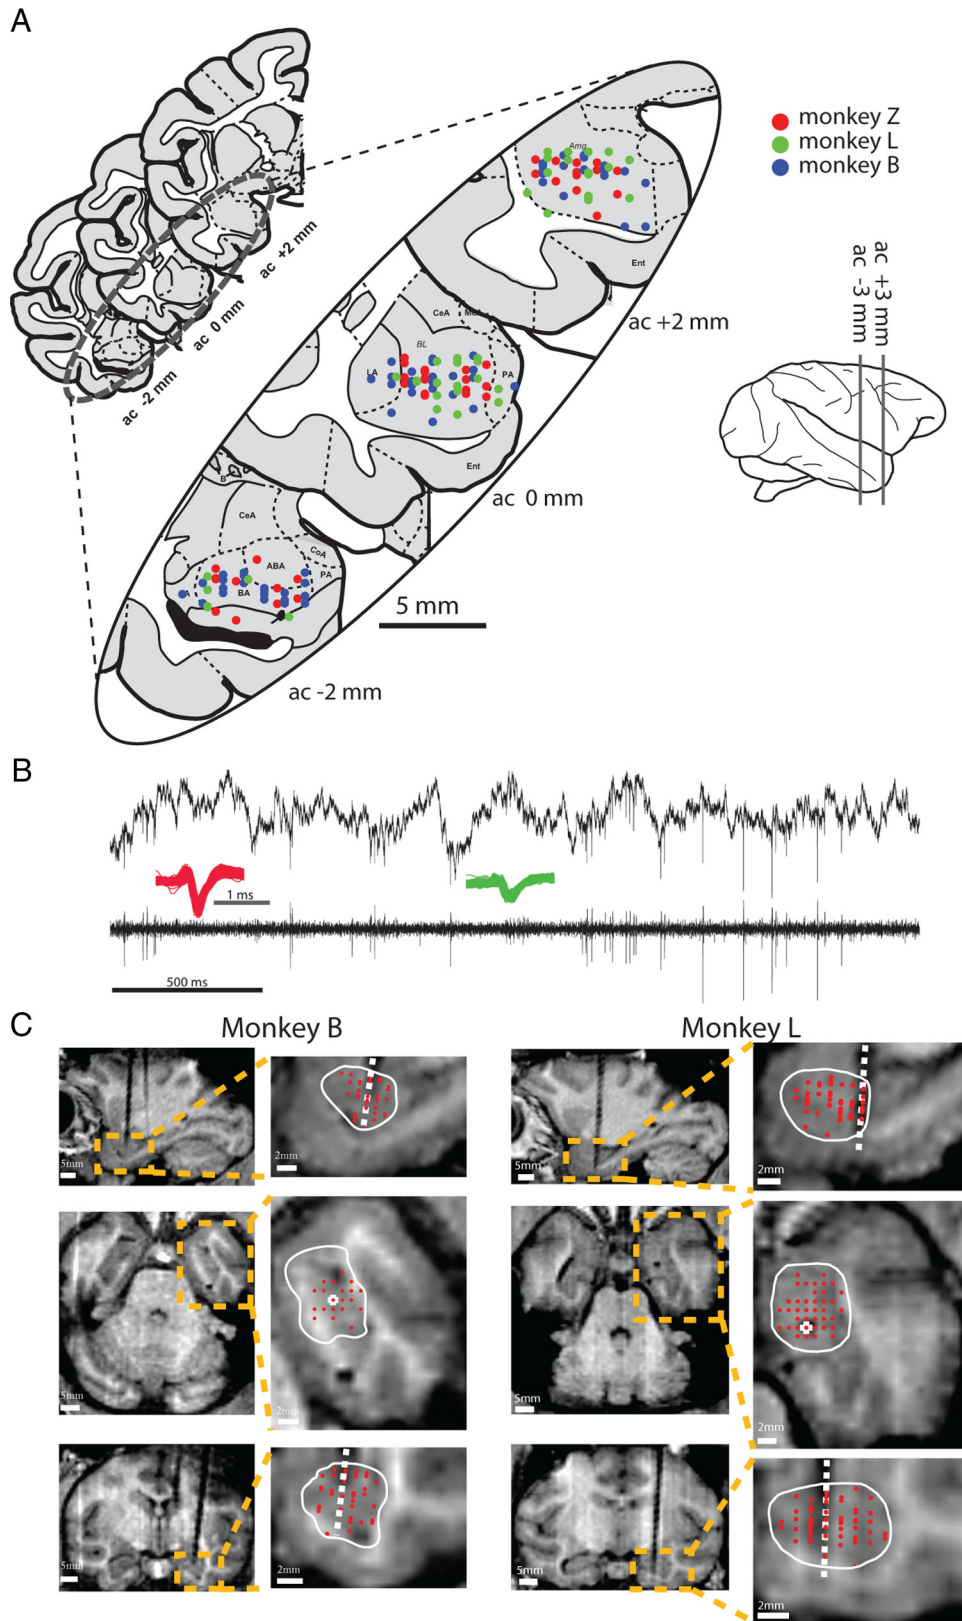 A
monkey Z
monkey L
monkey B
Amg
Ent
ac +2 mm
ac 0 mm
ac -2 mm
ac +3 mm
ac -3 mm
ac +2 mm
CeA
BL
LA
PA
Ent
ac 0 mm
B
CeA
CoA
ABA
PA
BA
5 mm
ac -2 mm
B
1 ms
500 ms
C
Monkey B
Monkey L
5mm
2mm
5mm
2mm
5mm
2mm
5mm
2mm
5mm
2mm
5mm
2mm